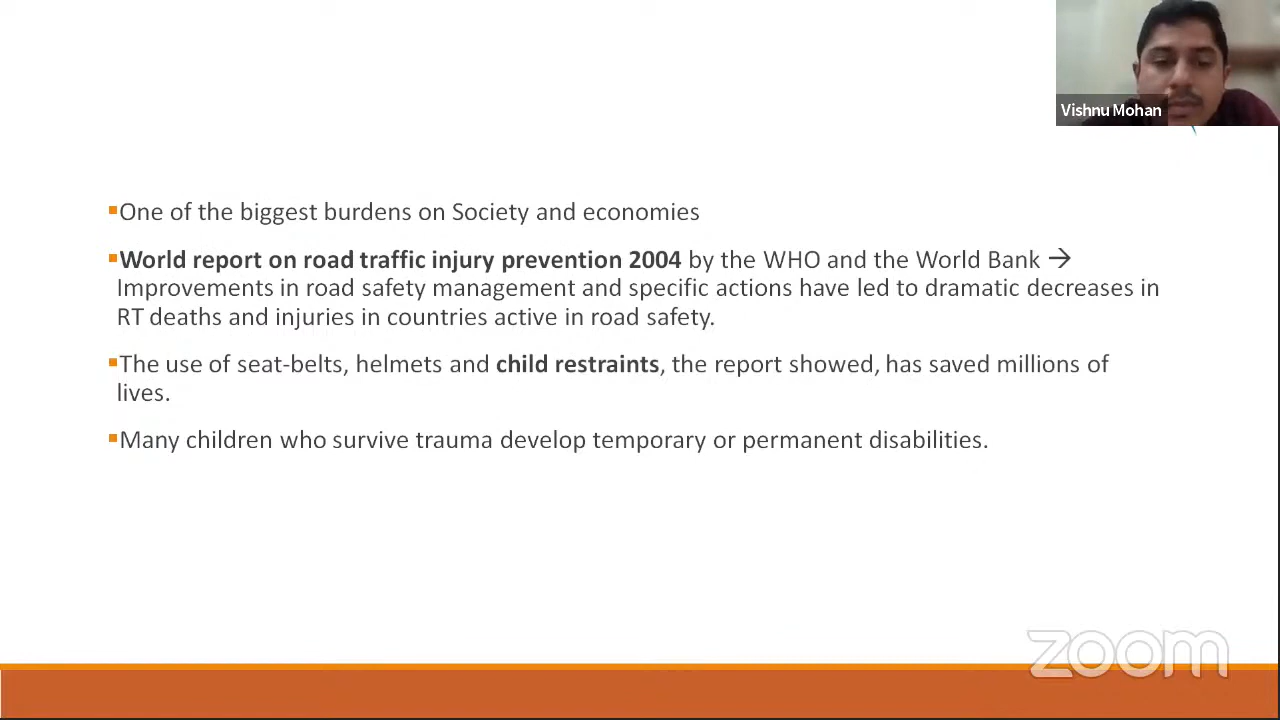 Vishnu Mohan
▪One of the biggest burdens on Society and economies
▪World report on road traffic injury prevention 2004 by the WHO and the World Bank →
Improvements in road safety management and specific actions have led to dramatic decreases in
RT deaths and injuries in countries active in road safety.
▪The use of seat-belts, helmets and child restraints, the report showed, has saved millions of
lives.
▪Many children who survive trauma develop temporary or permanent disabilities.
zoom